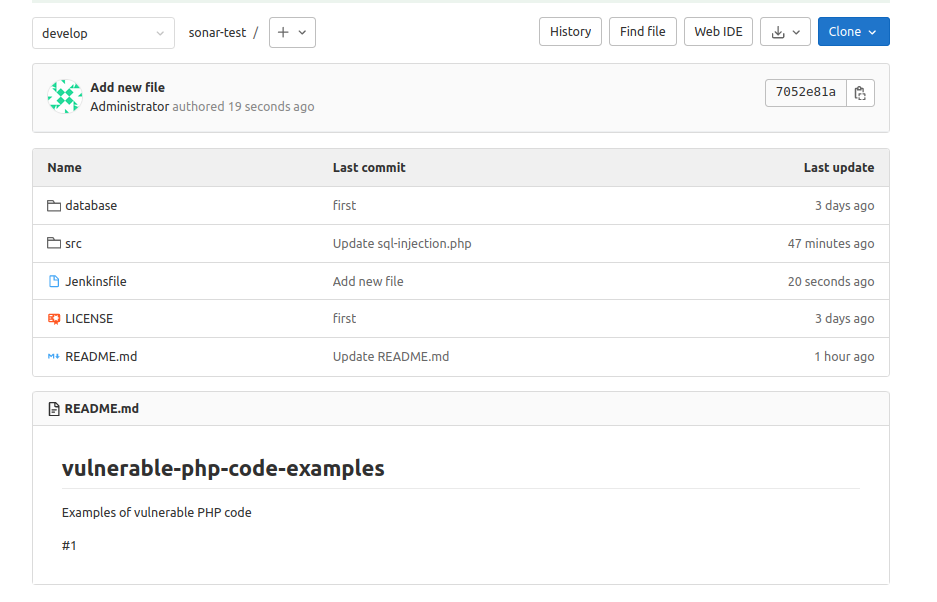 develop sonar-test / + History Find file Web IDE Clone
Add new file
Administrator authored 19 seconds ago 7052e81a
Name Last commit Last update
database first 3 days ago
src Update sql-injection.php 47 minutes ago
Jenkinsfile Add new file 20 seconds ago
LICENSE first 3 days ago
README.md Update README.md 1 hour ago
README.md
vulnerable-php-code-examples
Examples of vulnerable PHP code
#1